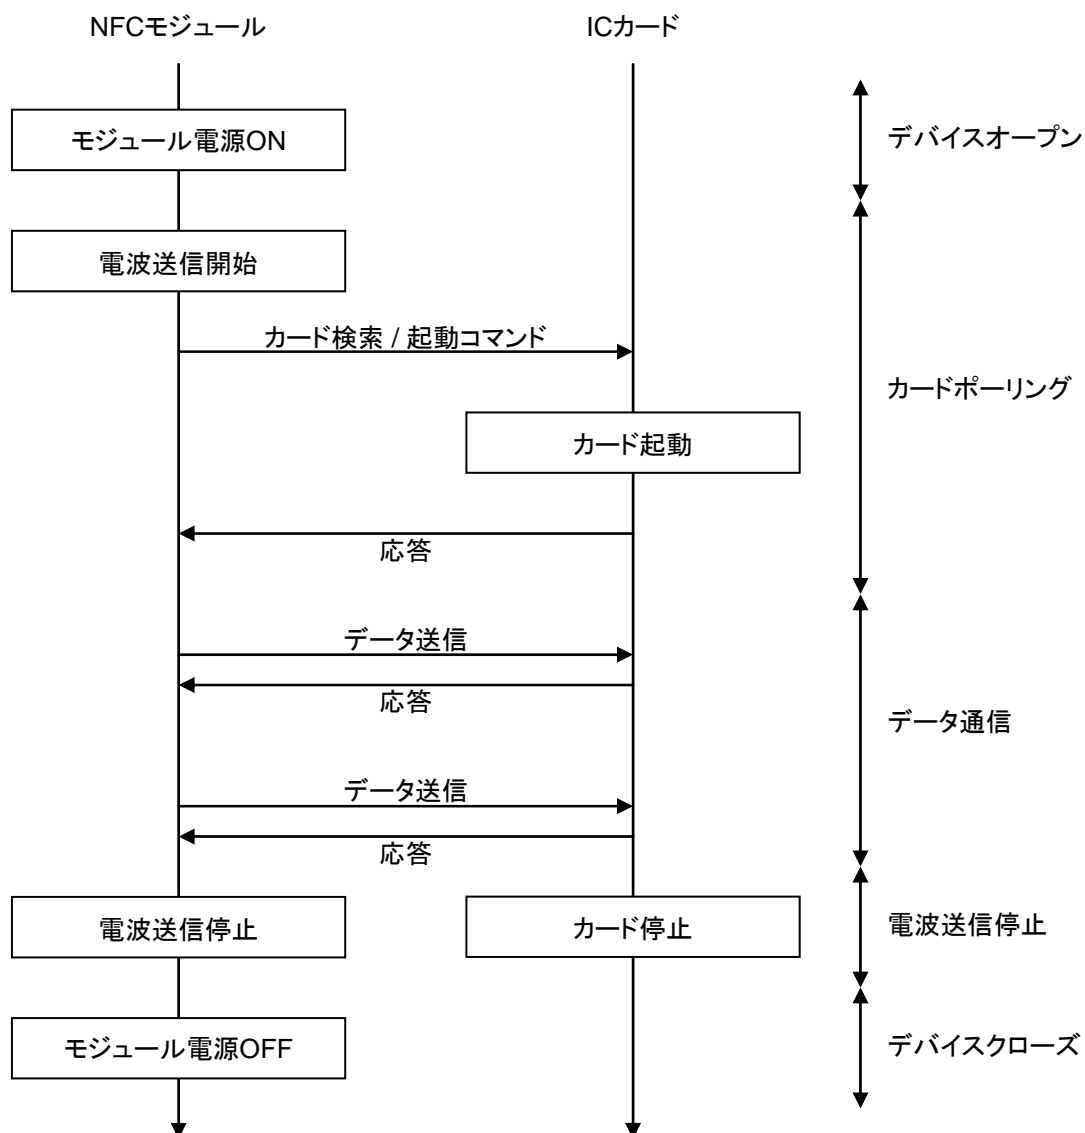 NFCモジュール
ICカード
モジュール電源ON
デバイスオープン
電波送信開始
カード検索 / 起動コマンド
カードポーリング
カード起動
応答
データ送信
応答
データ通信
データ送信
応答
電波送信停止
カード停止
電波送信停止
モジュール電源OFF
デバイスクローズ